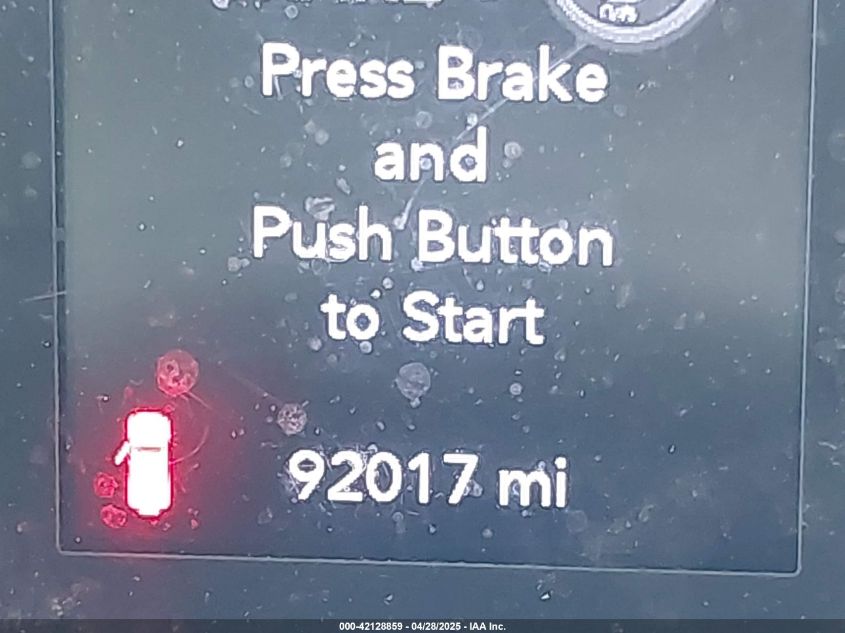 Press Brake
and
Push Button
to Start
92017 mi
000-42128859 - 04/28/2025 - IAA Inc.